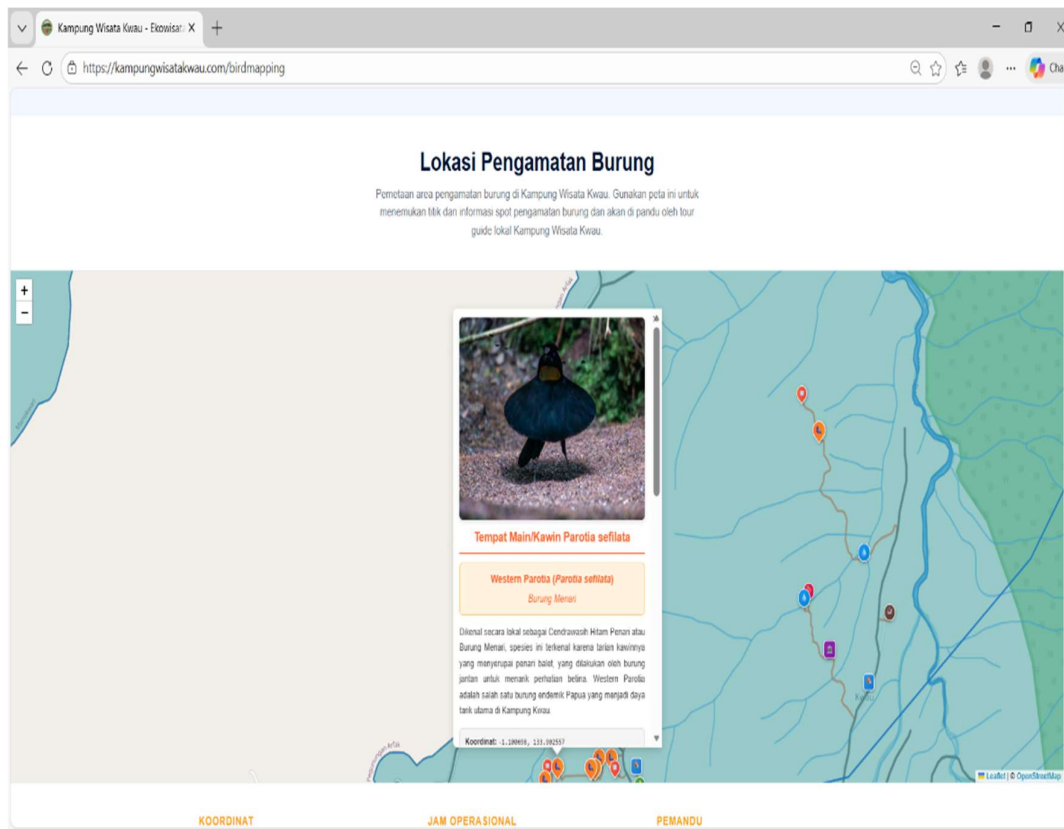 Kampung Wisata Kwau - Ekowisat
https://kampungwisatakwau.com/birdmapping
Cha
Lokasi Pengamatan Burung
Pemetaan area pengamatan burung di Kampung Wisata Kwau. Gunakan peta ini untuk
menemukan titik dan informasi spot pengamatan burung dan akan di pandu oleh tour
guide lokal Kampung Wisata Kwau.
+
−
Tempat Main/Kawin Parotia sefilata
Western Parotia (Parotia sefilata)
Burung Menari
Dikenal secara lokal sebagai Cendrawasih Hitam Penari atau
Burung Menari, spesies ini terkenal karena tarian kawinnya
yang menyerupai penari balet, yang dilakukan oleh burung
jantan untuk menarik perhatian betina. Western Parotia
adalah salah satu burung endemik Papua yang menjadi daya
tarik utama di Kampung Kwau.
Koordinat:
Kwau
Leaflet | © OpenStreetMap
KOORDINAT
JAM OPERASIONAL
PEMANDU